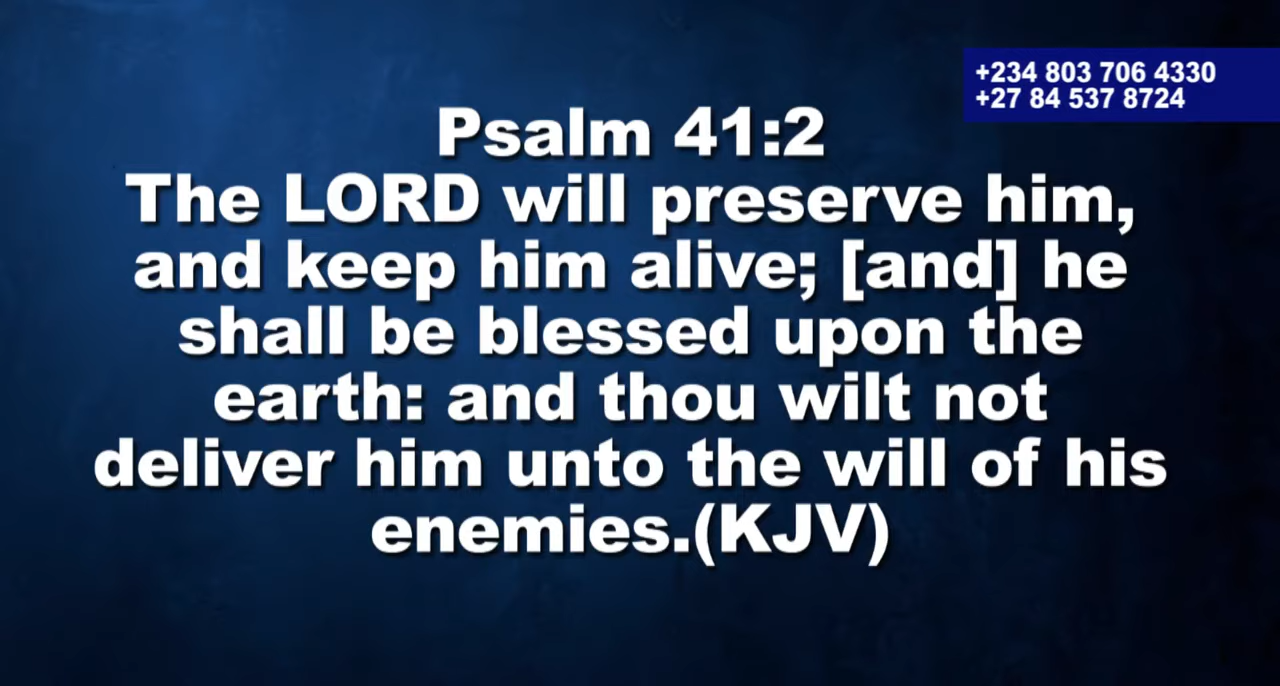 +234 803 706 4330
+27 84 537 8724
Psalm 41:2
The LORD will preserve him,
and keep him alive; [and] he
shall be blessed upon the
earth: and thou wilt not
deliver him unto the will of his
enemies.(KJV)